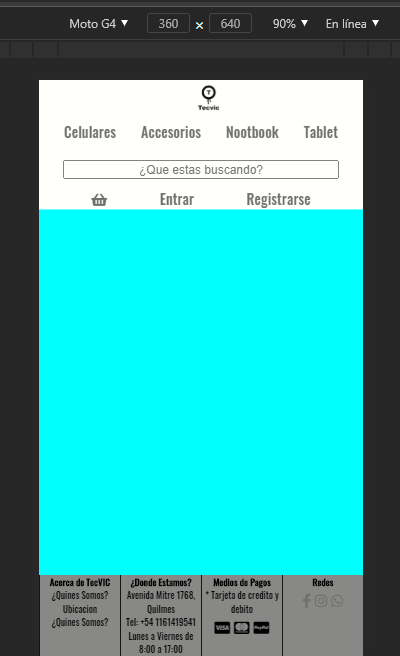 Moto G4 ▼ 360 × 640 90% ▼ En línea ▼
T
Tecvic
Celulares Accesorios Nootbook Tablet
¿Que estas buscando?
Entrar Registrarse
Acerca de TecVIC
¿Quines Somos?
Ubicacion
¿Quines Somos?
¿Donde Estamos?
Avenida Mitre 1768,
Quilmes
Tel: +54 1161419541
Lunes a Viernes de
8:00 a 17:00
Medios de Pagos
* Tarjeta de credito y
debito
VISA MasterCard PayPal
Redes